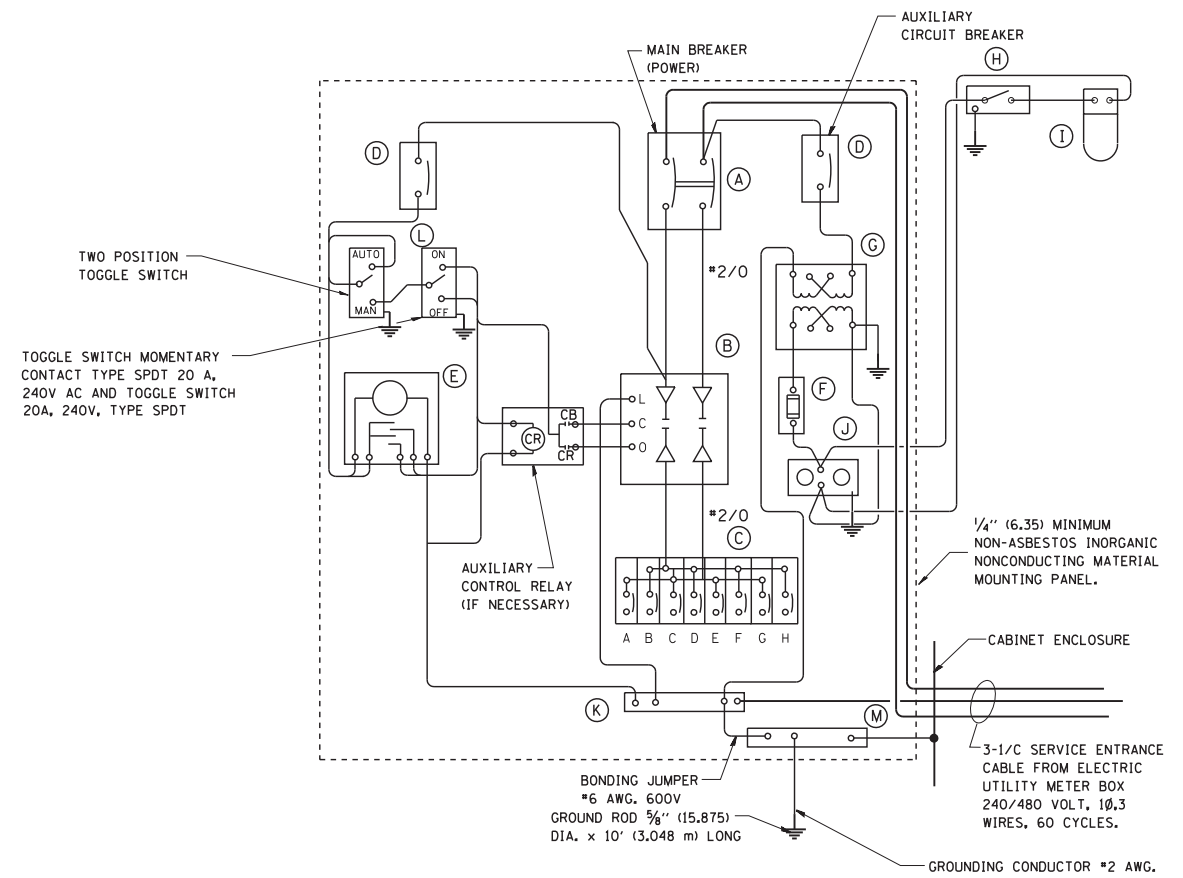 AUXILIARY
CIRCUIT BREAKER
MAIN BREAKER
(POWER)
H
I
D
A
D
L
G
AUTO
MAN
ON
OFF
TWO POSITION
TOGGLE SWITCH
#2/0
TOGGLE SWITCH MOMENTARY
CONTACT TYPE SPDT 20 A,
240V AC AND TOGGLE SWITCH
20A, 240V, TYPE SPDT
B
E
F
J
L
C
O
CB
CR
CR
#2/0
C
AUXILIARY
CONTROL RELAY
(IF NECESSARY)
1/4'' (6.35) MINIMUM
NON-ASBESTOS INORGANIC
NONCONDUCTING MATERIAL
MOUNTING PANEL.
A B C D E F G H
CABINET ENCLOSURE
K
M
3-1/C SERVICE ENTRANCE
CABLE FROM ELECTRIC
UTILITY METER BOX
240/480 VOLT, 1Ø,3
WIRES, 60 CYCLES.
BONDING JUMPER
#6 AWG. 600V
GROUND ROD 5/8'' (15.875)
DIA. x 10' (3.048 m) LONG
GROUNDING CONDUCTOR #2 AWG.